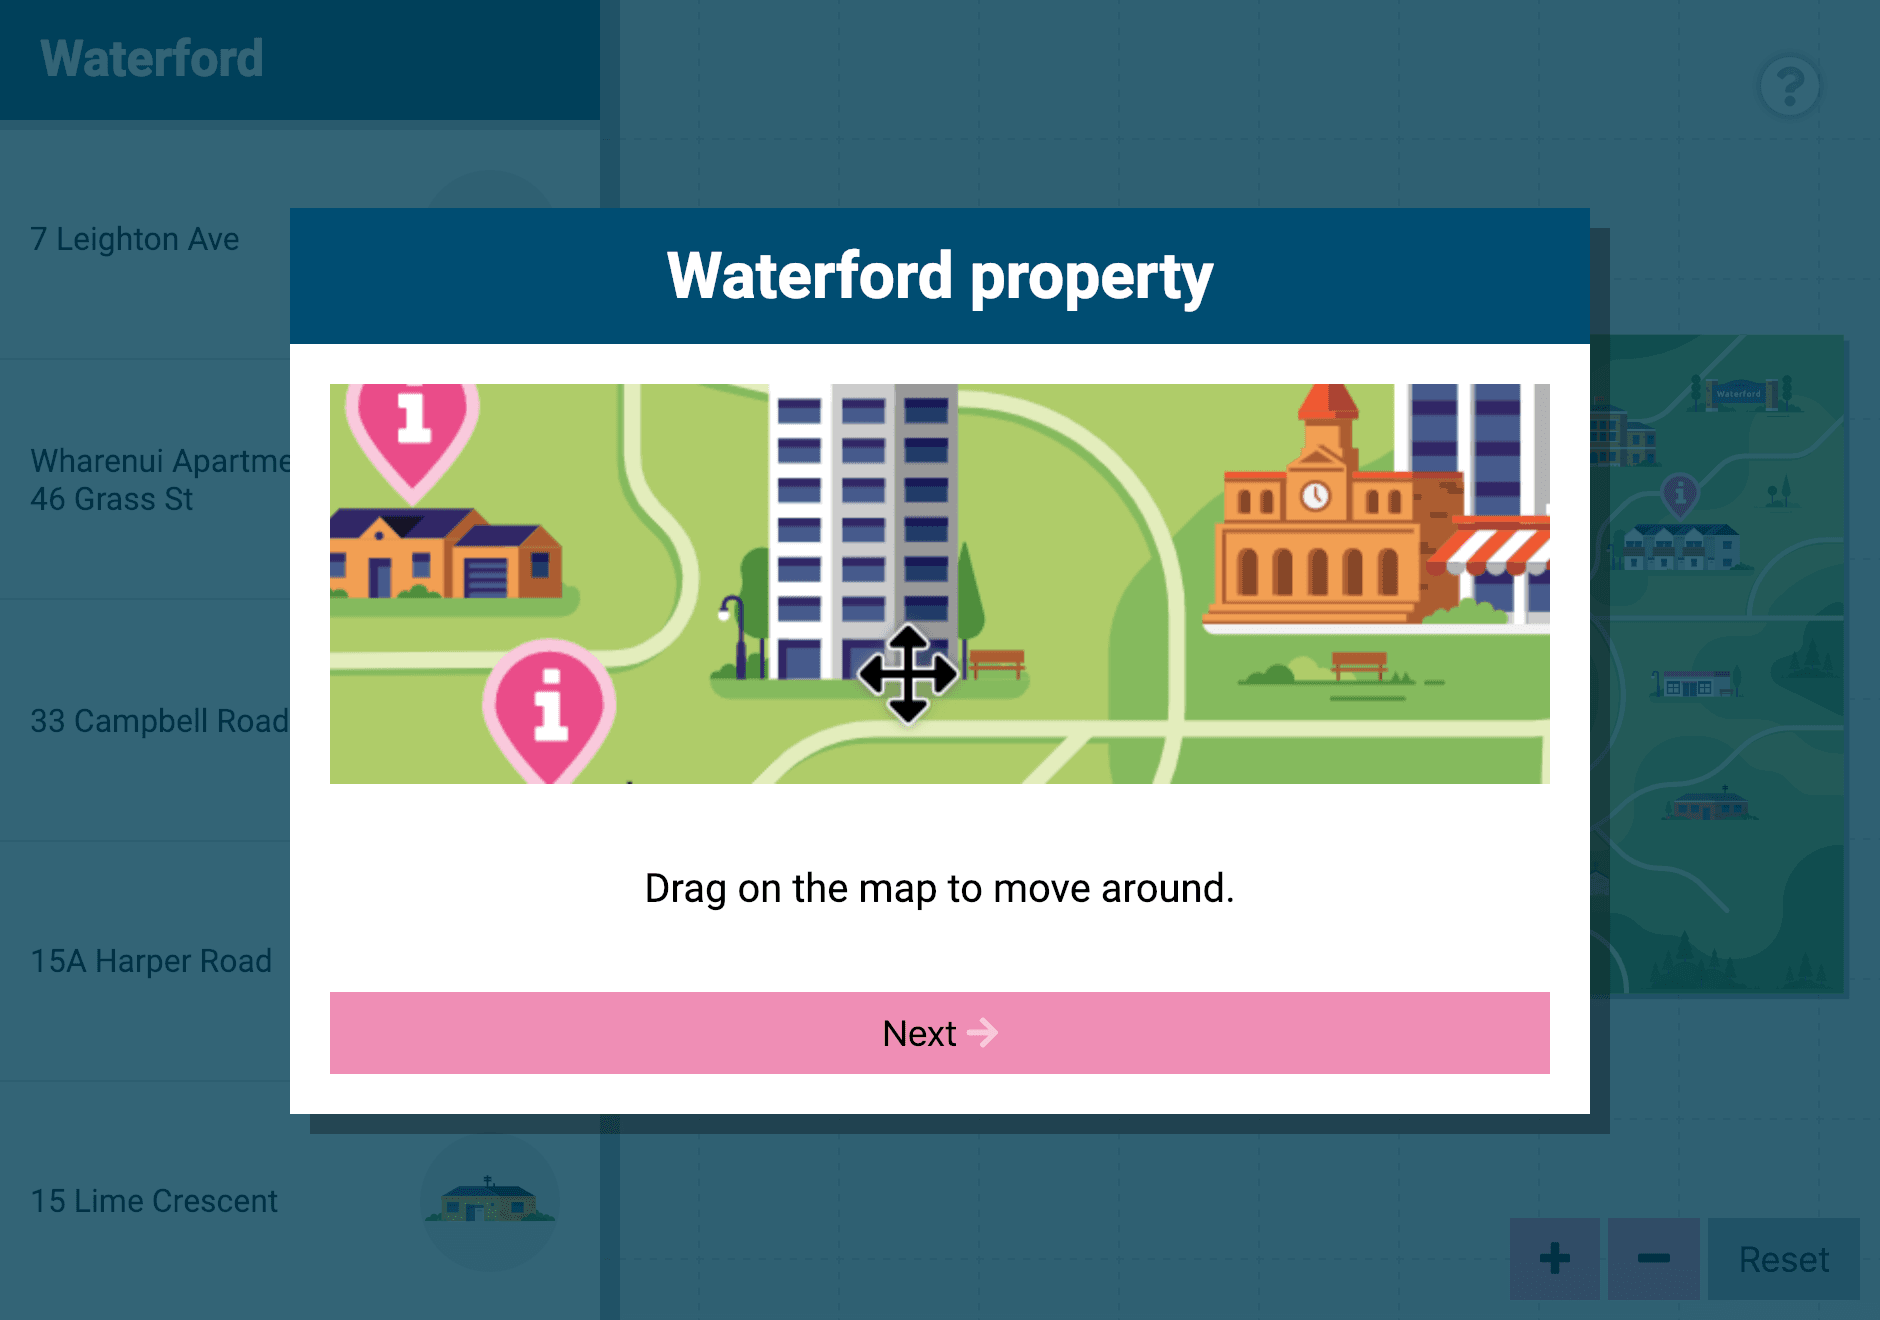 Waterford
?
7 Leighton Ave
Wharenui Apartme
46 Grass St
33 Campbell Road
15A Harper Road
15 Lime Crescent
Waterford property
i
i
Drag on the map to move around.
Next
Waterford
i
Reset